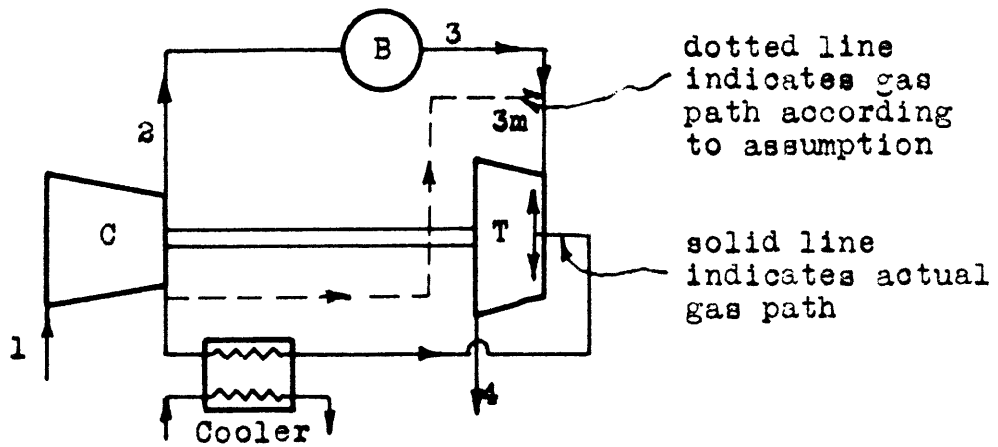 B
3
dotted line
indicates gas
path according
to assumption
3m
2
C
T
solid line
indicates actual
gas path
1
4
Cooler